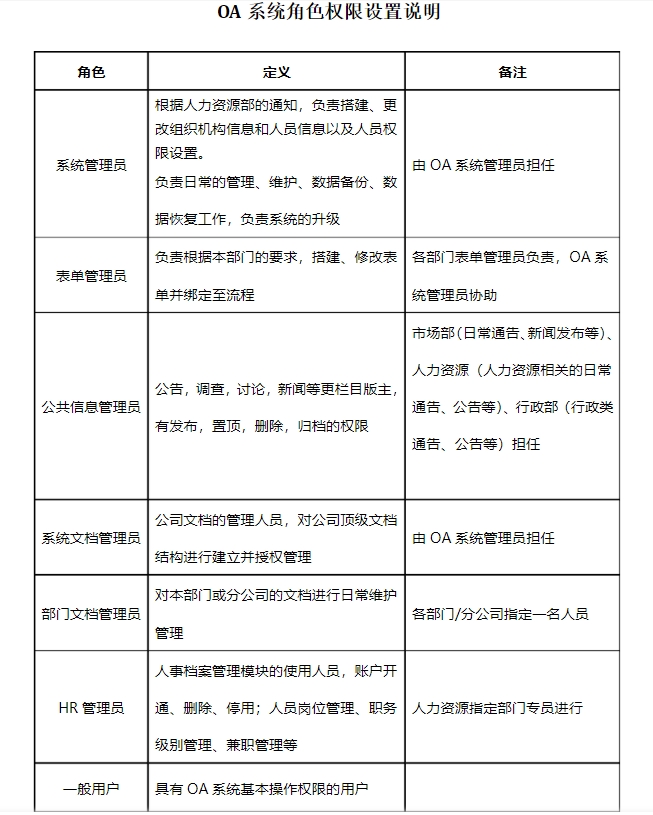 OA 系统角色权限设置说明
角色
定义
备注
系统管理员
根据人力资源部的通知，负责搭建、更
改组织机构信息和人员信息以及人员权
限设置。
负责日常的管理、维护、数据备份、数
据恢复工作，负责系统的升级
由 OA 系统管理员担任
表单管理员
负责根据本部门的要求，搭建、修改表
单并绑定至流程
各部门表单管理员负责，OA 系
统管理员协助
公共信息管理员
公告，调查，讨论，新闻等更栏目版主，
有发布，置顶，删除，归档的权限
市场部（日常通告、新闻发布等）、
人力资源（人力资源相关的日常
通告、公告等）、行政部（行政类
通告、公告等）担任
系统文档管理员
公司文档的管理人员，对公司顶级文档
结构进行建立并授权管理
由 OA 系统管理员担任
部门文档管理员
对本部门或分公司的文档进行日常维护
管理
各部门/分公司指定一名人员
HR 管理员
人事档案管理模块的使用人员，账户开
通、删除、停用；人员岗位管理、职务
级别管理、兼职管理等
人力资源指定部门专员进行
一般用户
具有 OA 系统基本操作权限的用户